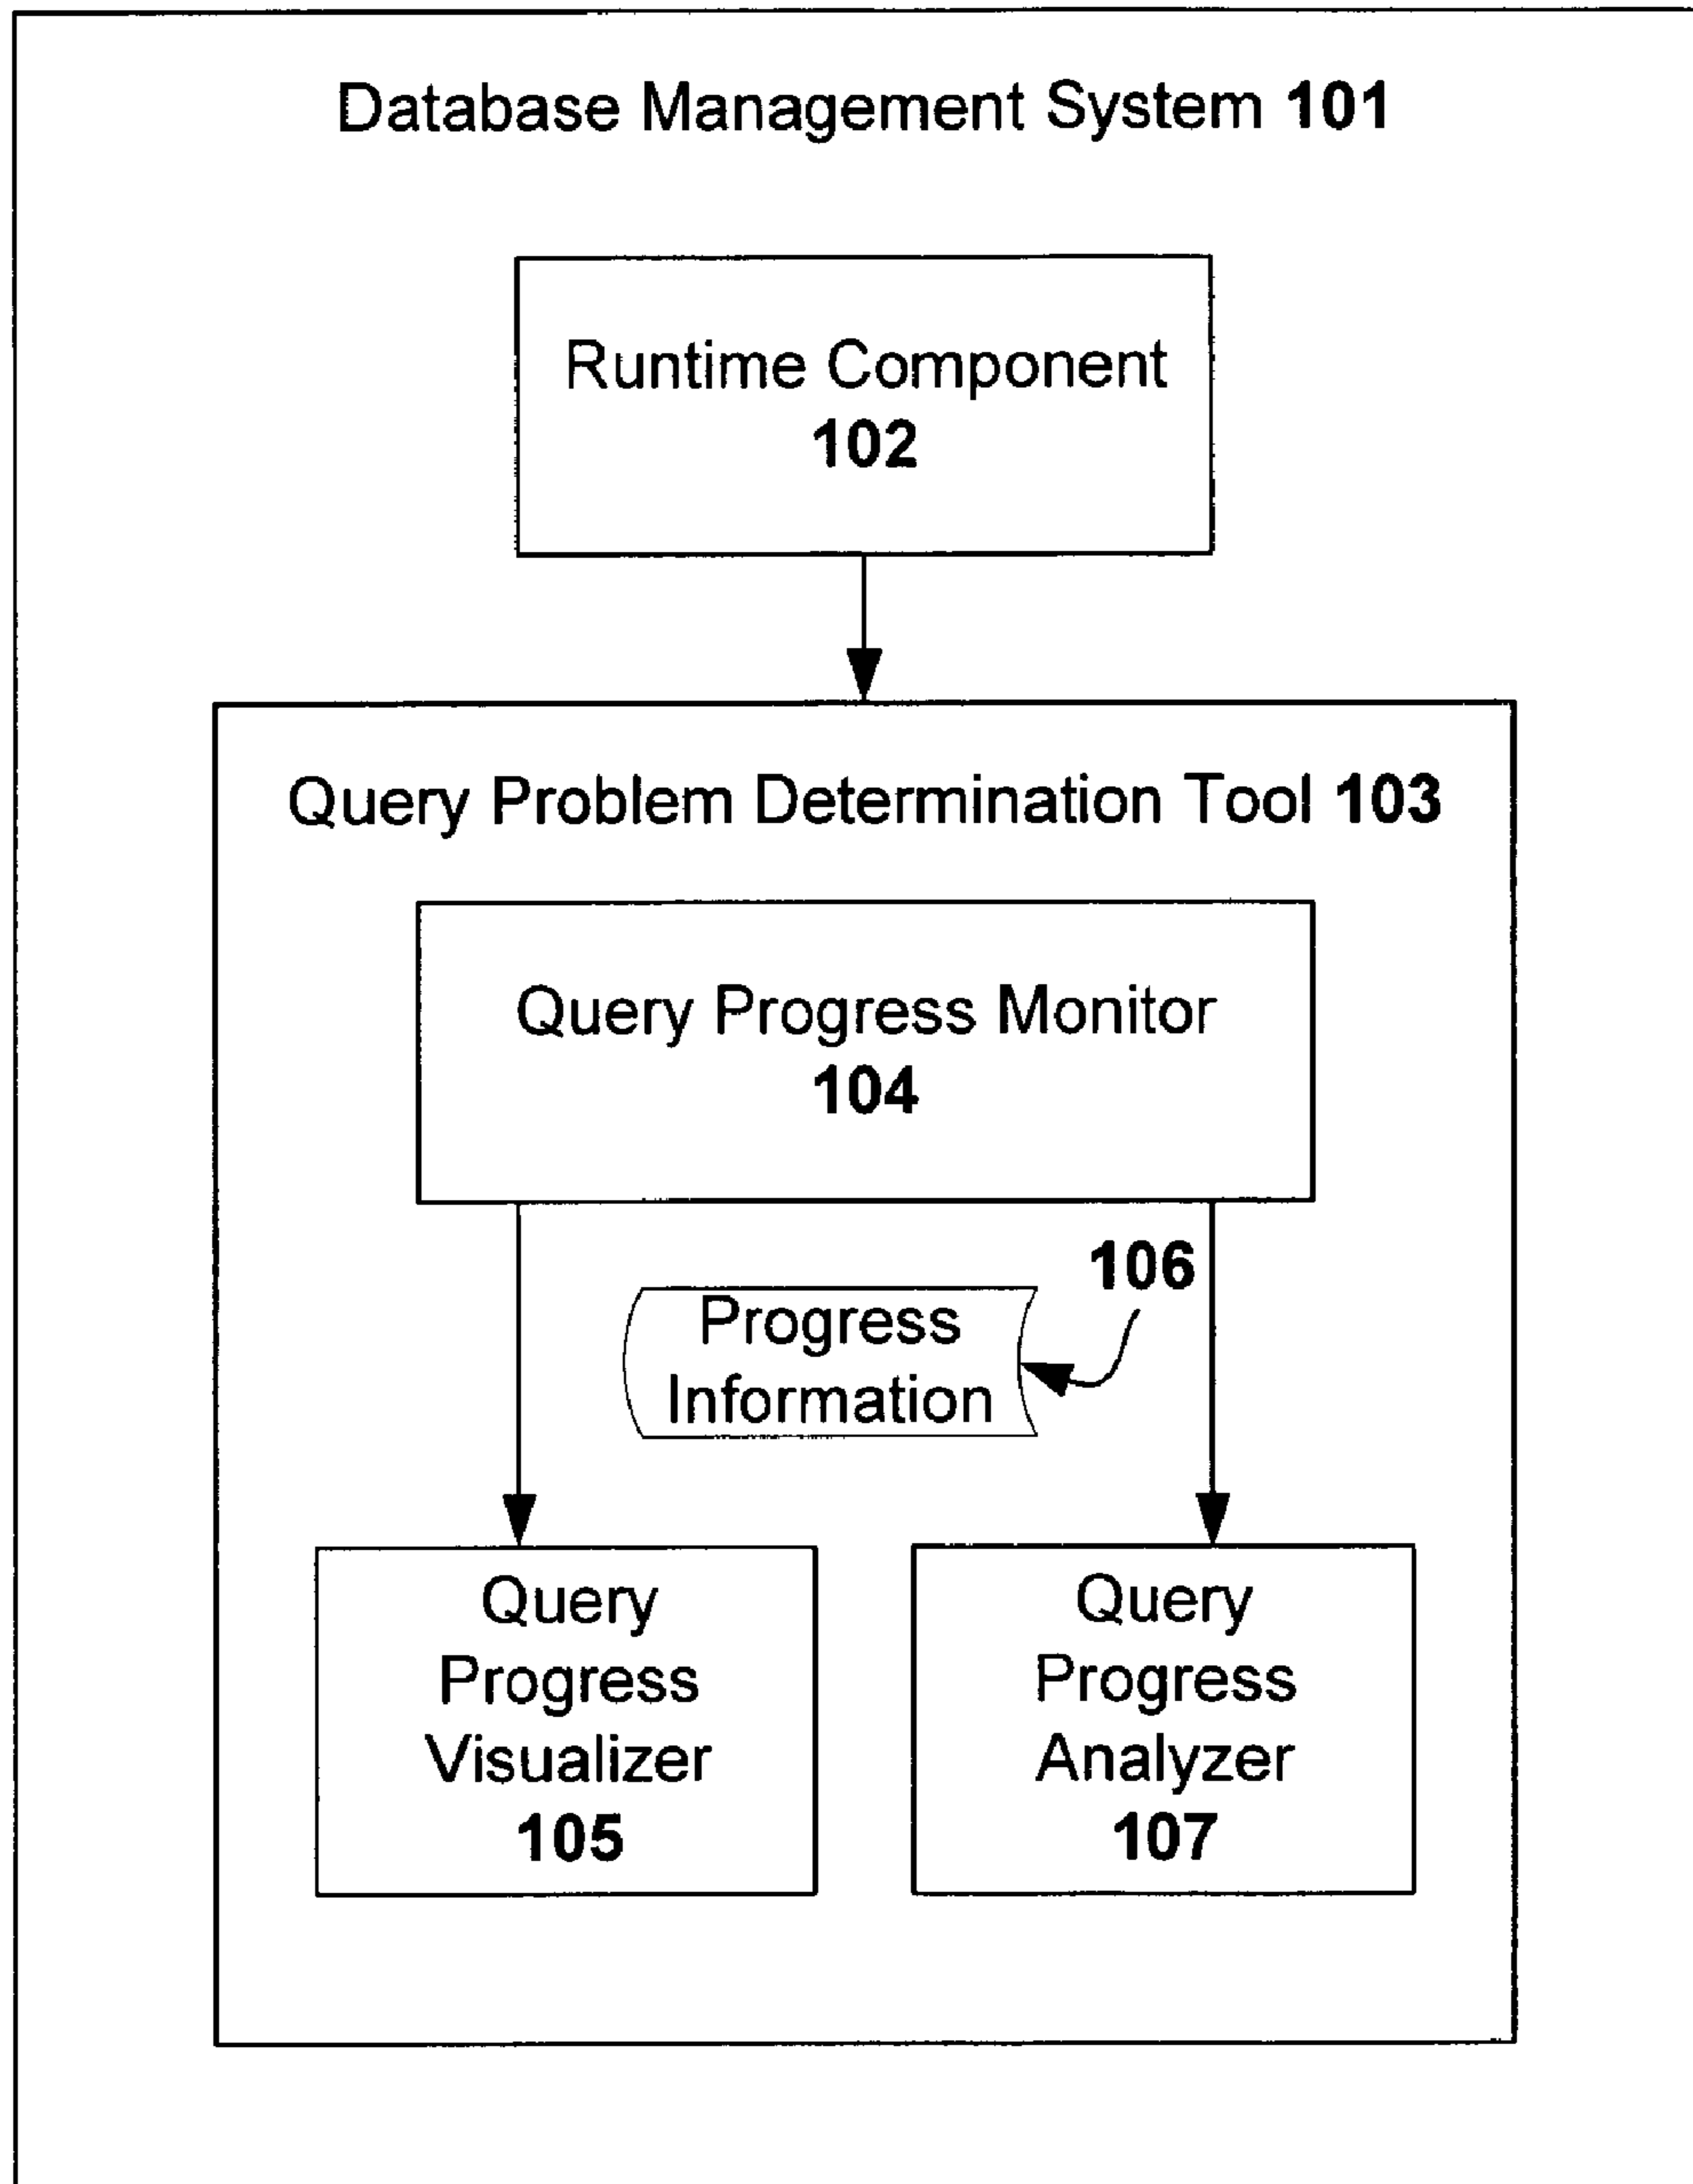 Database Management System 101
Runtime Component
102
Query Problem Determination Tool 103
Query Progress Monitor
104
106
Progress
Information
Query
Progress
Visualizer
105
Query
Progress
Analyzer
107